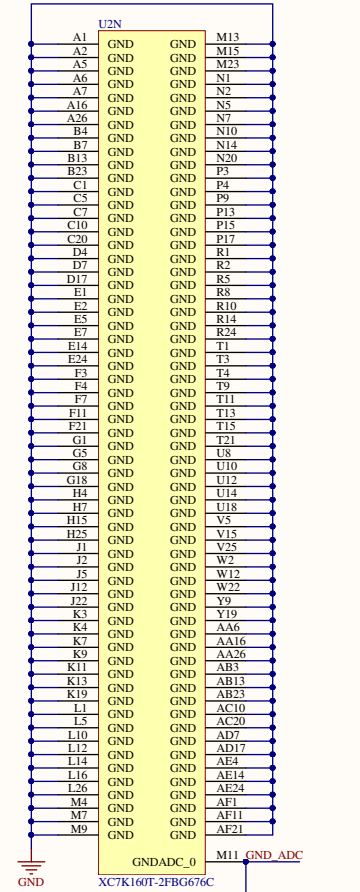 U2N
A1 GND GND M13
A2 GND GND M15
A5 GND GND M23
A6 GND GND N1
A7 GND GND N2
A16 GND GND N5
A26 GND GND N7
B4 GND GND N10
B7 GND GND N14
B13 GND GND N20
B23 GND GND P3
C1 GND GND P4
C5 GND GND P9
C7 GND GND P13
C10 GND GND P15
C20 GND GND P17
D4 GND GND R1
D7 GND GND R2
D17 GND GND R5
E1 GND GND R8
E2 GND GND R10
E5 GND GND R14
E7 GND GND R24
E14 GND GND T1
E24 GND GND T3
F3 GND GND T4
F4 GND GND T9
F7 GND GND T11
F11 GND GND T13
F21 GND GND T15
G1 GND GND T21
G5 GND GND U8
G8 GND GND U10
G18 GND GND U12
H4 GND GND U14
H7 GND GND U18
H15 GND GND V5
H25 GND GND V15
J1 GND GND V25
J2 GND GND W2
J5 GND GND W12
J12 GND GND W22
J22 GND GND Y9
K3 GND GND Y19
K4 GND GND AA6
K7 GND GND AA16
K9 GND GND AA26
K11 GND GND AB3
K13 GND GND AB13
K19 GND GND AB23
L1 GND GND AC10
L5 GND GND AC20
L10 GND GND AD7
L12 GND GND AD17
L14 GND GND AE4
L16 GND GND AE14
L26 GND GND AE24
M4 GND GND AF1
M7 GND GND AF11
M9 GND GND AF21
GNDADC_0 M11 GND_ADC
GND XC7K160T-2FBG676C